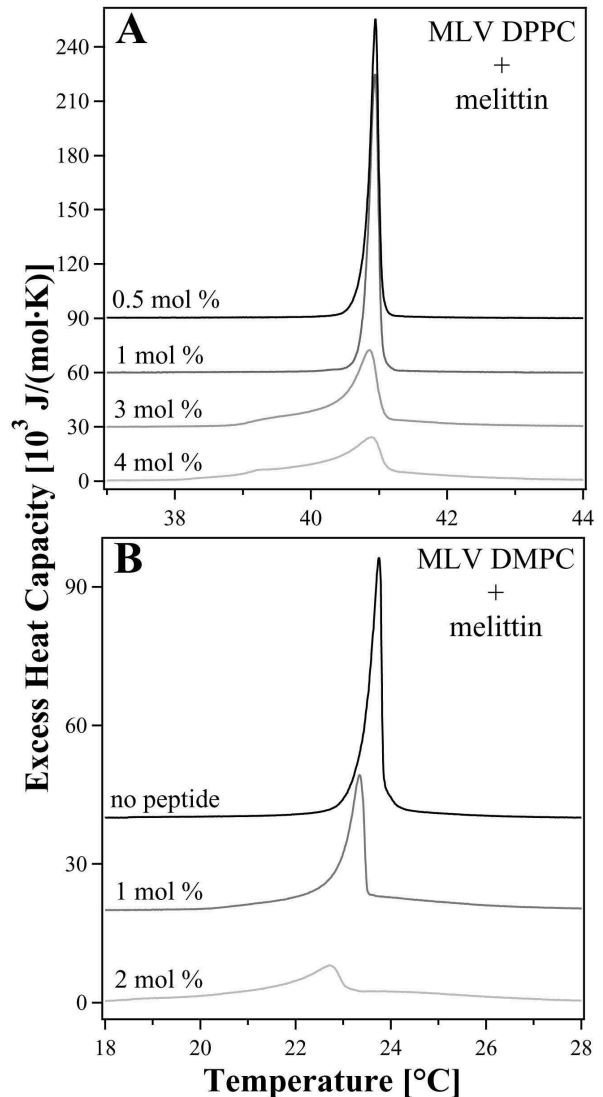 A
MLV DPPC
+
melittin
240
210
180
150
120
90
60
30
0
0.5 mol %
1 mol %
3 mol %
4 mol %
38
40
42
44
B
MLV DMPC
+
melittin
90
60
30
0
no peptide
1 mol %
2 mol %
18
20
22
24
26
28
Excess Heat Capacity [10³ J/(mol·K)]
Temperature [°C]